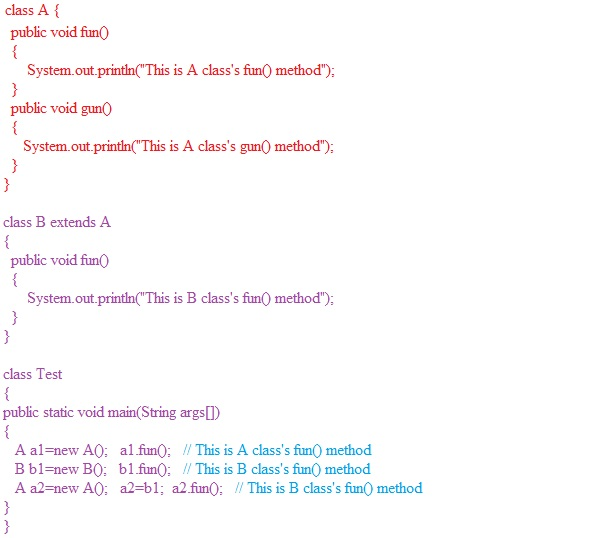 class A {
public void fun()
{
System.out.println("This is A class's fun() method");
}
public void gun()
{
System.out.println("This is A class's gun() method");
}
}
class B extends A
{
public void fun()
{
System.out.println("This is B class's fun() method");
}
}
class Test
{
public static void main(String args[])
{
A a1=new A(); a1.fun(); // This is A class's fun() method
B b1=new B(); b1.fun(); // This is B class's fun() method
A a2=new A(); a2=b1; a2.fun(); // This is B class's fun() method
}
}